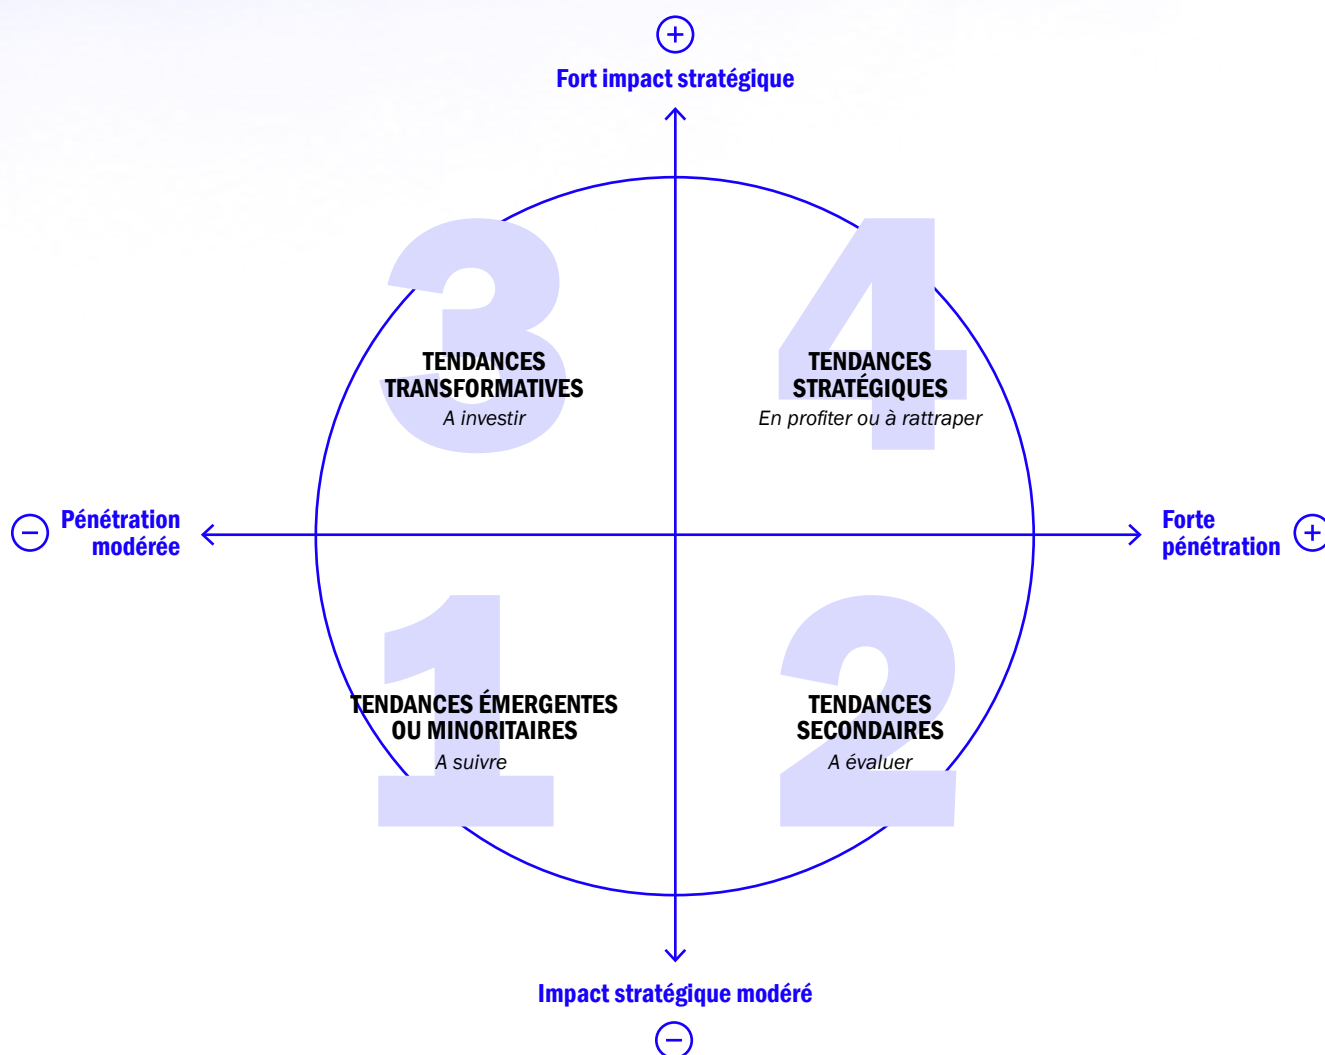 +
Fort impact stratégique
3
TENDANCES
TRANSFORMATIVES
A investir
4
TENDANCES
STRATÉGIQUES
En profiter ou à rattraper
−
Pénétration
modérée
Forte
pénétration
+
1
TENDANCES ÉMERGENTES
OU MINORITAIRES
A suivre
2
TENDANCES
SECONDAIRES
A évaluer
Impact stratégique modéré
−